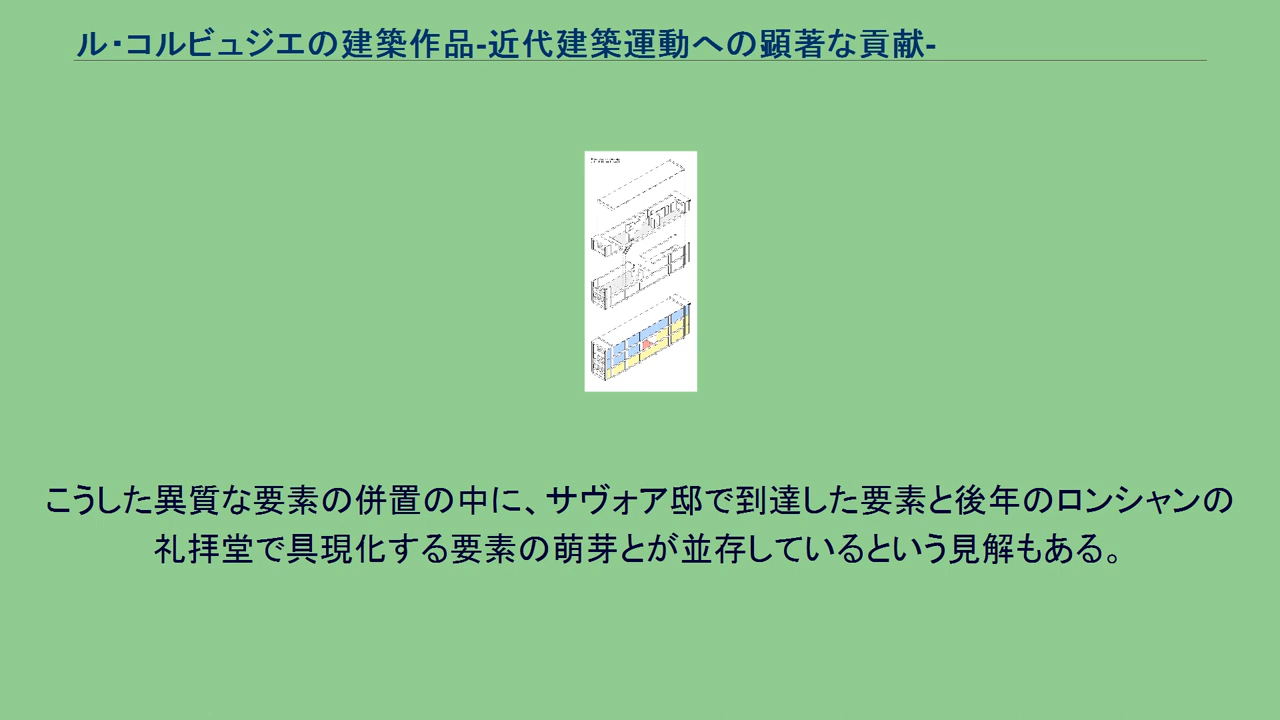 ル・コルビュジエの建築作品-近代建築運動への顕著な貢献-
こうした異質な要素の併置の中に、サヴォア邸で到達した要素と後年のロンシャンの
礼拝堂で具現化する要素の萌芽とが並存しているという見解もある。